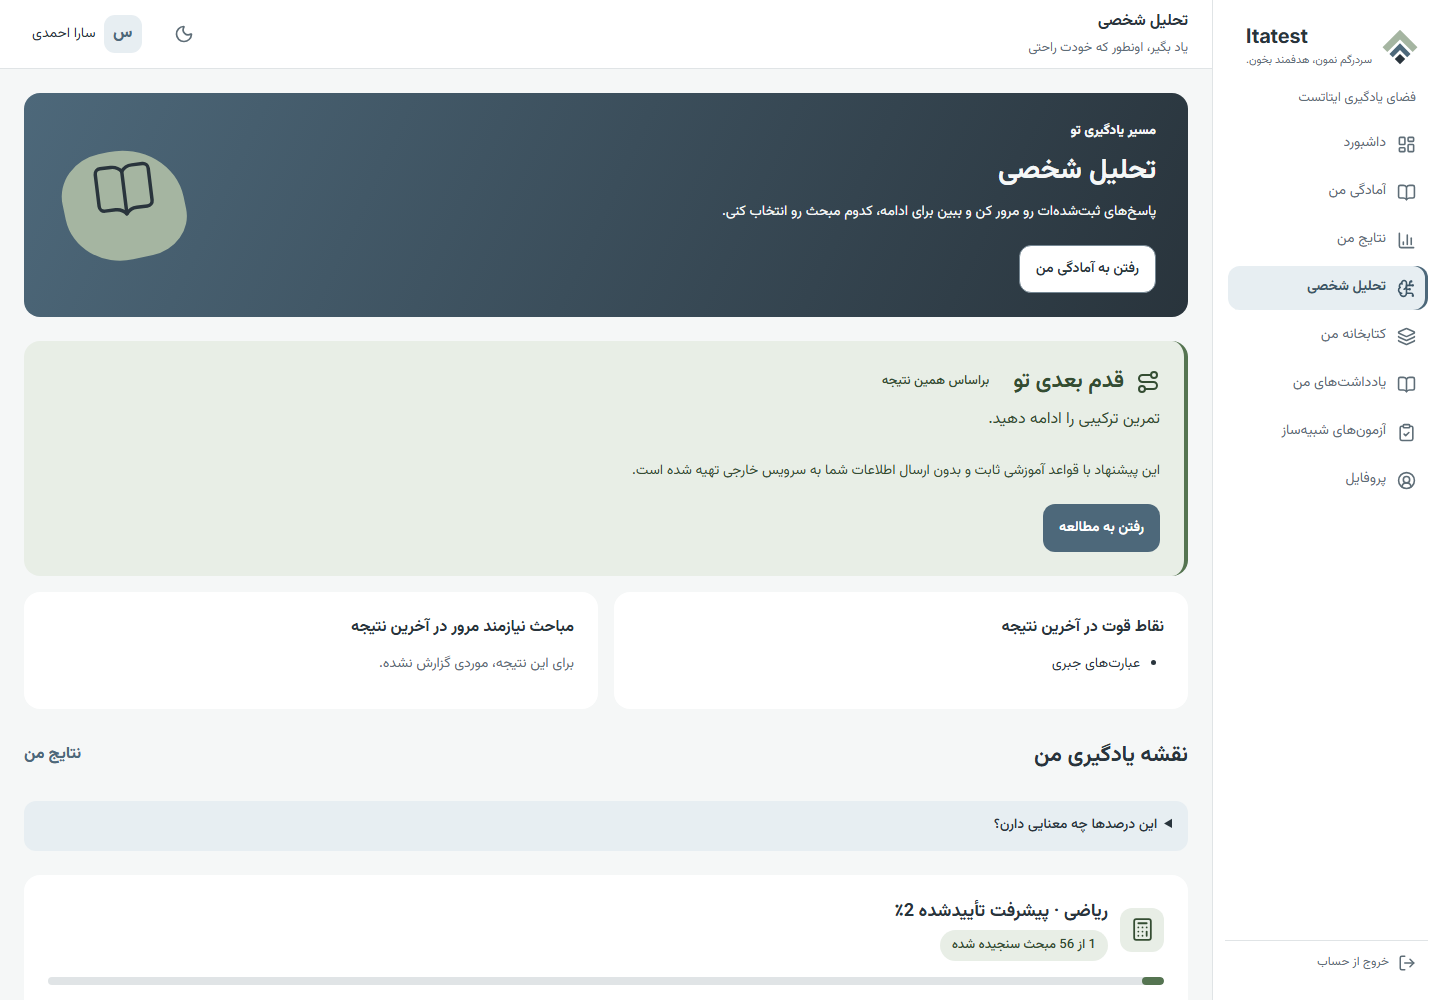 Itatest
سردرگم نمون، هدفمند بخون.
فضای یادگیری ایتاتست
داشبورد
آمادگی من
نتایج من
تحلیل شخصی
کتابخانه من
یادداشت‌های من
آزمون‌های شبیه‌ساز
پروفایل
خروج از حساب
تحلیل شخصی
یاد بگیر، اونطور که خودت راحتی
س
سارا احمدی
مسیر یادگیری تو
تحلیل شخصی
پاسخ‌های ثبت‌شده‌ات رو مرور کن و ببین برای ادامه، کدوم مبحث رو انتخاب کنی.
رفتن به آمادگی من
قدم بعدی تو
براساس همین نتیجه
تمرین ترکیبی را ادامه دهید.
این پیشنهاد با قواعد آموزشی ثابت و بدون ارسال اطلاعات شما به سرویس خارجی تهیه شده است.
رفتن به مطالعه
نقاط قوت در آخرین نتیجه
عبارت‌های جبری
مباحث نیازمند مرور در آخرین نتیجه
برای این نتیجه، موردی گزارش نشده.
نقشه یادگیری من
نتایج من
این درصدها چه معنایی دارن؟
ریاضی · پیشرفت تأییدشده 2٪
1 از 56 مبحث سنجیده شده